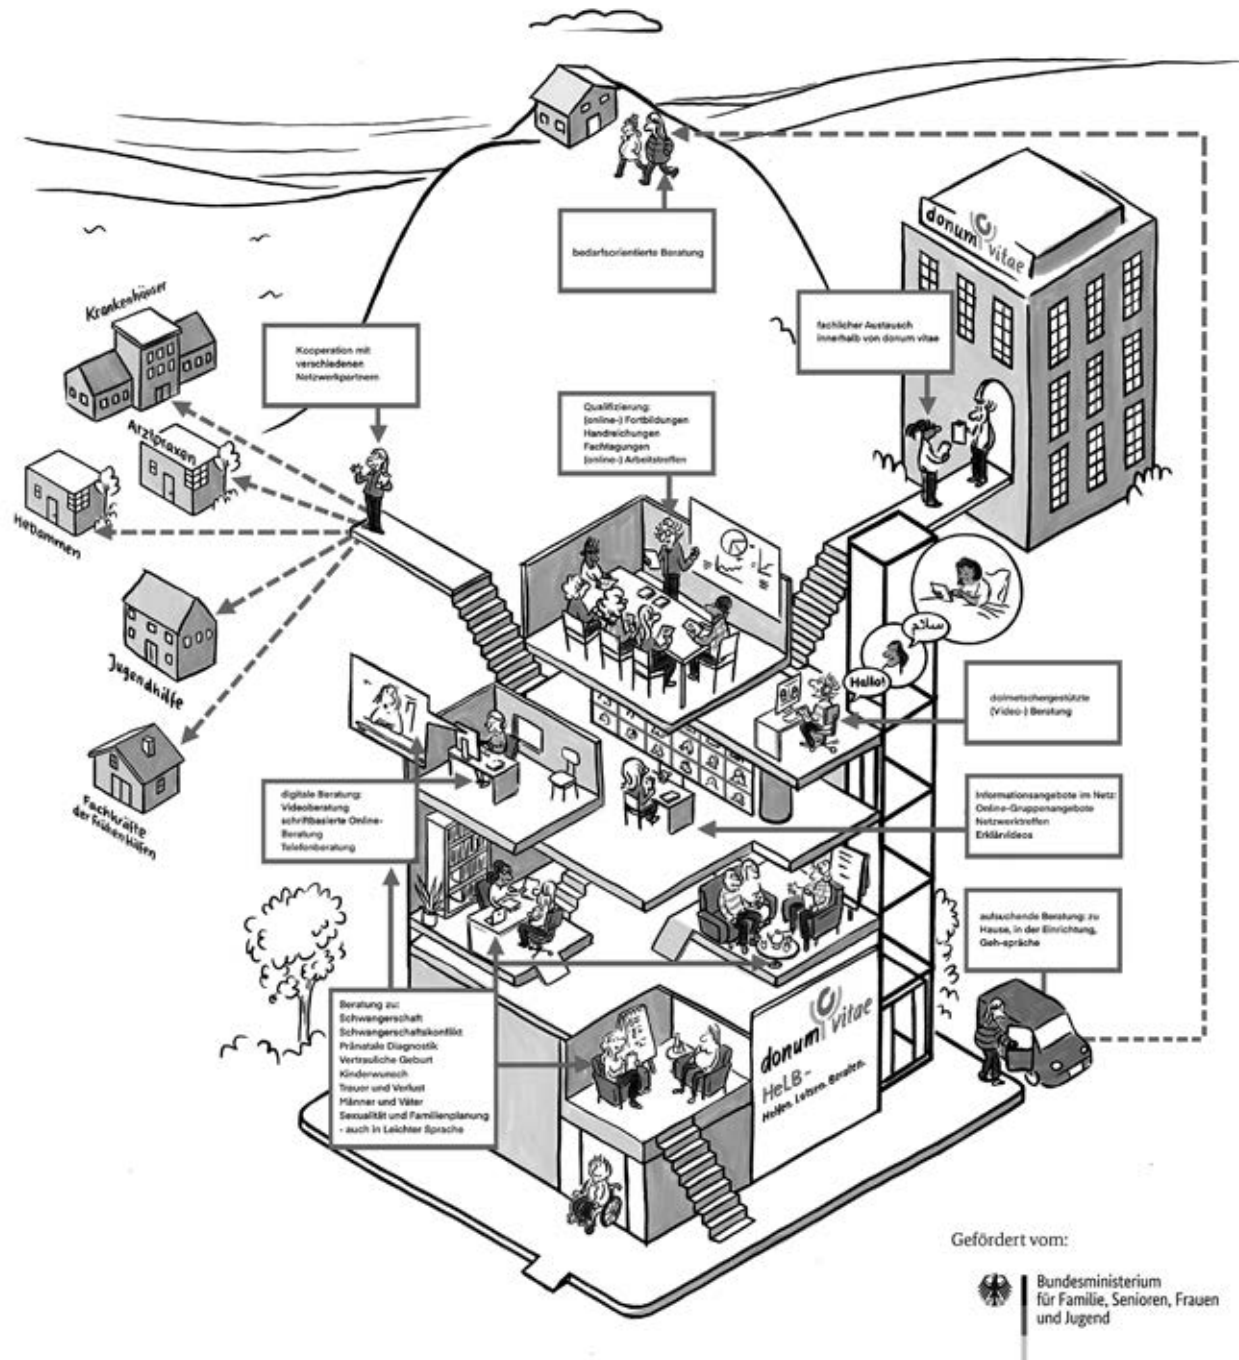 bedarfsorientierte Beratung
donum vitae
fachlicher Austausch
innerhalb von donum vitae
Krankenhäuser
Kooperation mit
verschiedenen
Netzwerkpartnern
Qualifizierung:
(online-) Fortbildungen
Handreichungen
Fachtagungen
(online-) Arbeitstreffen
Arztpraxen
Hebammen
Jugendhilfe
Fachkräfte
der Frühen Hilfen
سلام
Hallo!
dolmetschergestützte
(Video-) Beratung
digitale Beratung:
Videoberatung
schriftbasierte Online-
Beratung
Telefonberatung
Informationsangebote im Netz:
Online-Gruppenangebote
Netzwerktreffen
Erklärvideos
aufsuchende Beratung: zu
Hause, in der Einrichtung,
Geh-spräche
Beratung zu:
Schwangerschaft
Schwangerschaftskonflikt
Pränatale Diagnostik
Vertrauliche Geburt
Kinderwunsch
Trauer und Verlust
Männer und Väter
Sexualität und Familienplanung
- auch in Leichter Sprache
donum vitae
HeLB -
Helfen. Lotsen. Beraten.
Gefördert vom:
Bundesministerium
für Familie, Senioren, Frauen
und Jugend